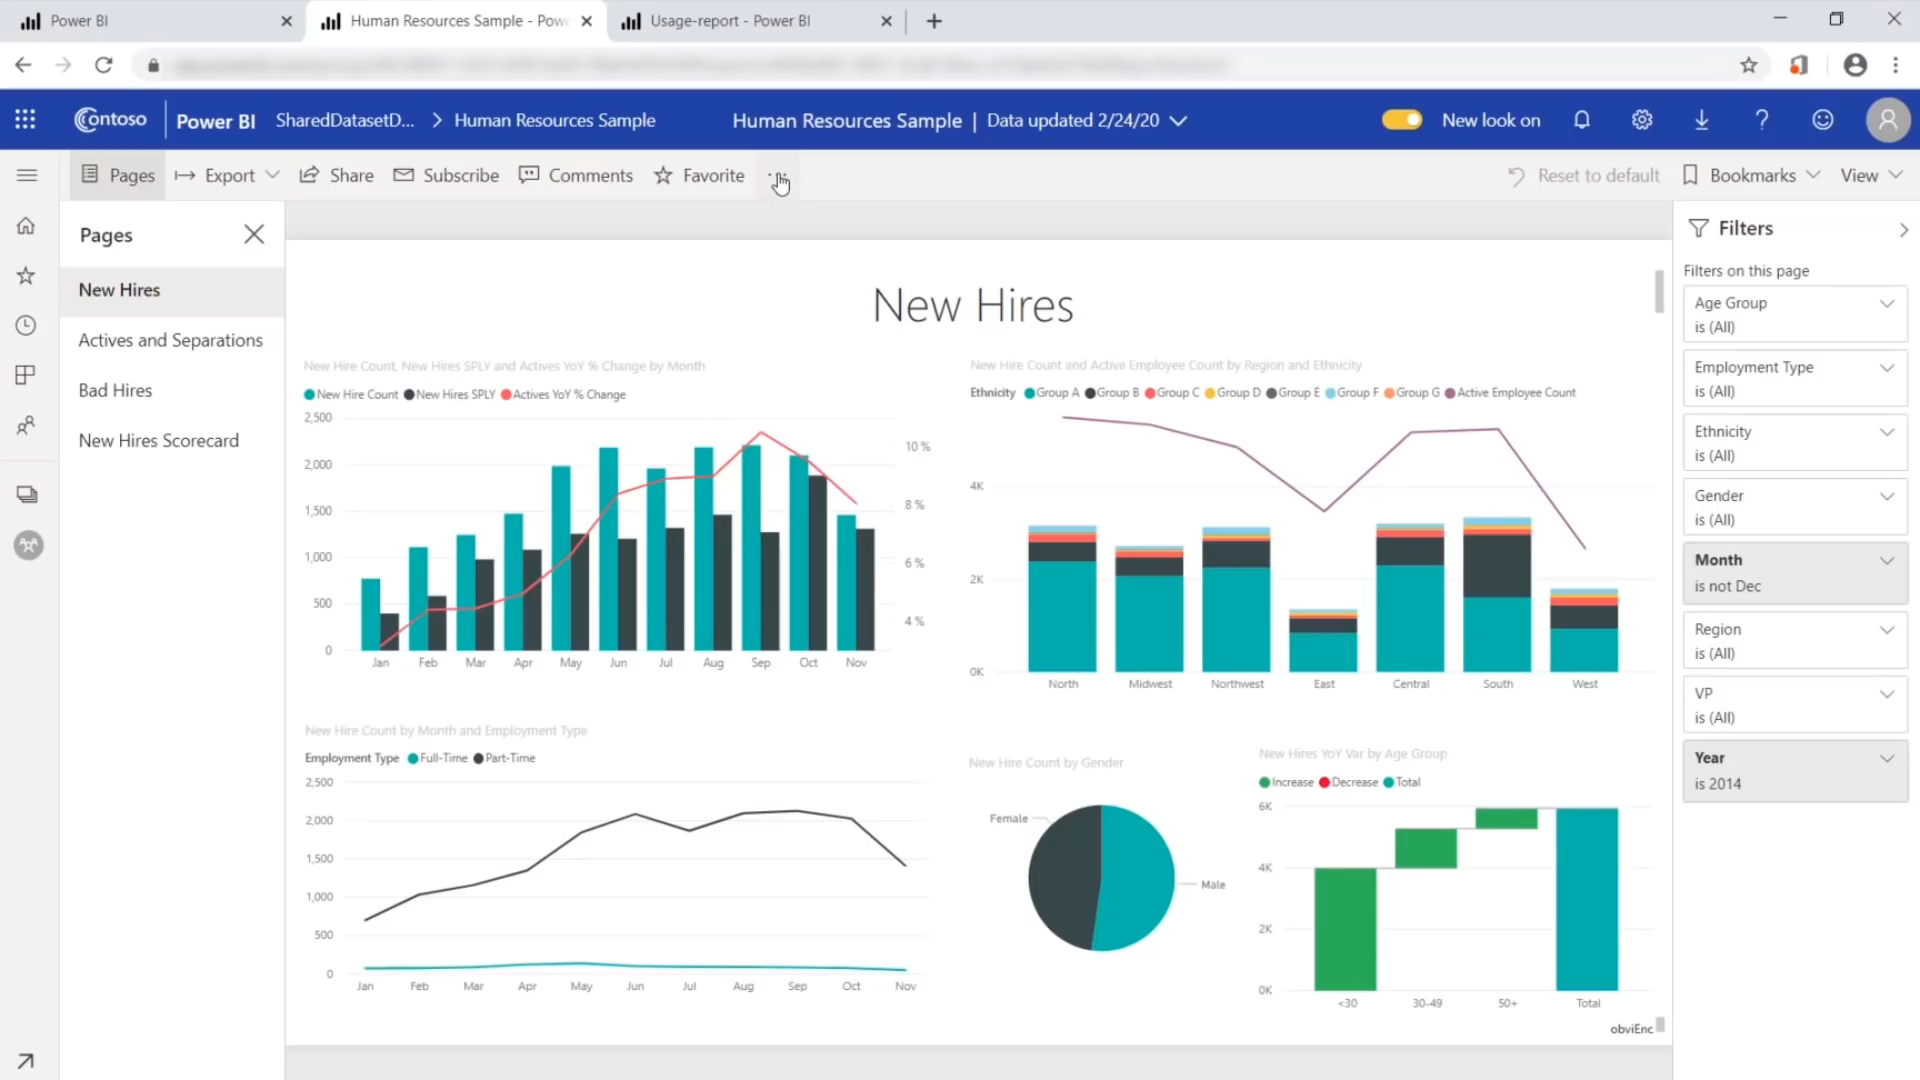 Power BI
Human Resources Sample - Powe
Usage-report - Power BI
Contoso
Power BI
SharedDatasetD... > Human Resources Sample
Human Resources Sample | Data updated 2/24/20
New look on
Pages
Export
Share
Subscribe
Comments
Favorite
Reset to default
Bookmarks
View
Pages
New Hires
Actives and Separations
Bad Hires
New Hires Scorecard
New Hires
New Hire Count, New Hires SPLY and Actives YoY % Change by Month
New Hire Count New Hires SPLY Actives YoY % Change
2,500
2,000
1,500
1,000
500
0
10 %
8 %
6 %
4 %
Jan Feb Mar Apr May Jun Jul Aug Sep Oct Nov
New Hire Count and Active Employee Count by Region and Ethnicity
Ethnicity Group A Group B Group C Group D Group E Group F Group G Active Employee Count
4K
2K
0K
North Midwest Northwest East Central South West
New Hire Count by Month and Employment Type
Employment Type Full-Time Part-Time
2,500
2,000
1,500
1,000
500
0
Jan Feb Mar Apr May Jun Jul Aug Sep Oct Nov
New Hire Count by Gender
Female
Male
New Hires YoY Var by Age Group
Increase Decrease Total
6K
4K
2K
0K
<30 30-49 50+ Total
obviEnc
Filters
Filters on this page
Age Group
is (All)
Employment Type
is (All)
Ethnicity
is (All)
Gender
is (All)
Month
is not Dec
Region
is (All)
VP
is (All)
Year
is 2014